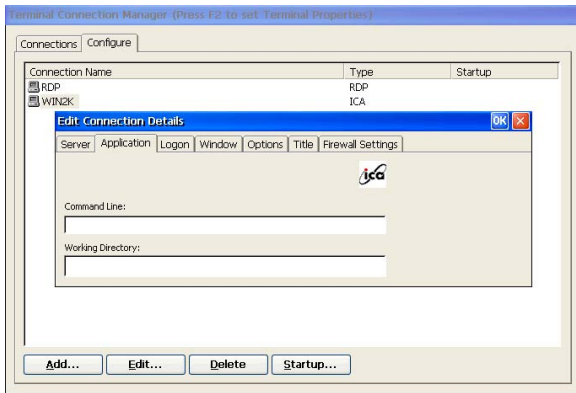 Terminal Connection Manager (Press F2 to set Terminal Properties)
Connections Configure
Connection Name Type Startup
RDP RDP
WIN2K ICA
Edit Connection Details OK
Server Application Logon Window Options Title Firewall Settings
ica
Command Line:
Working Directory:
Add... Edit... Delete Startup...